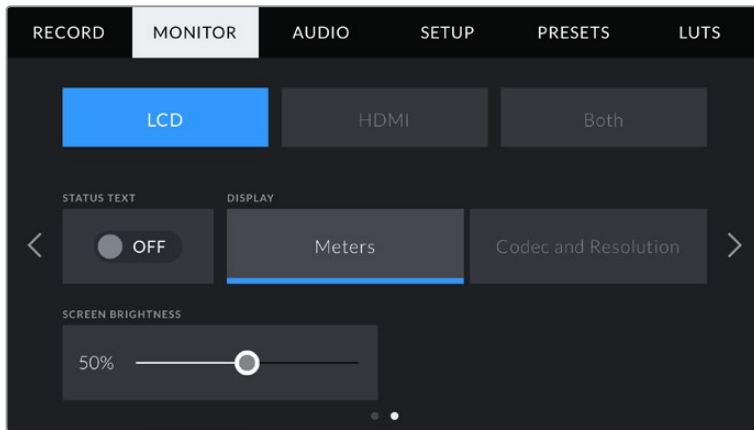 RECORD MONITOR AUDIO SETUP PRESETS LUTS
LCD HDMI Both
STATUS TEXT DISPLAY
OFF Meters Codec and Resolution
SCREEN BRIGHTNESS
50%